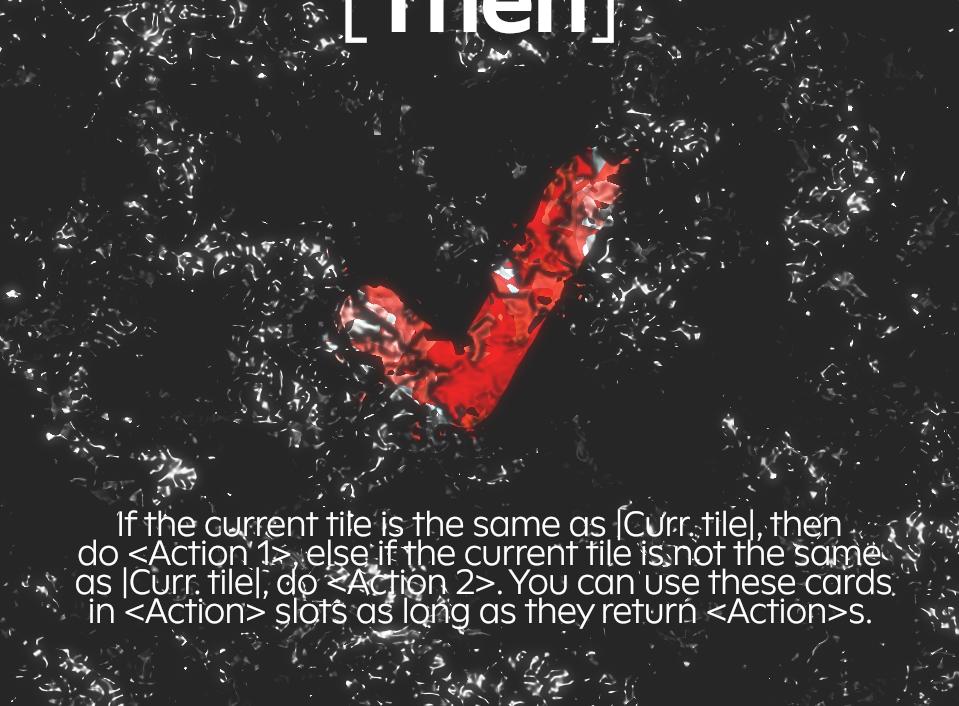 [Then]
If the current tile is the same as |Curr. tile|, then
do <Action 1>, else if the current tile is not the same
as |Curr. tile|, do <Action 2>. You can use these cards
in <Action> slots as long as they return <Action>s.